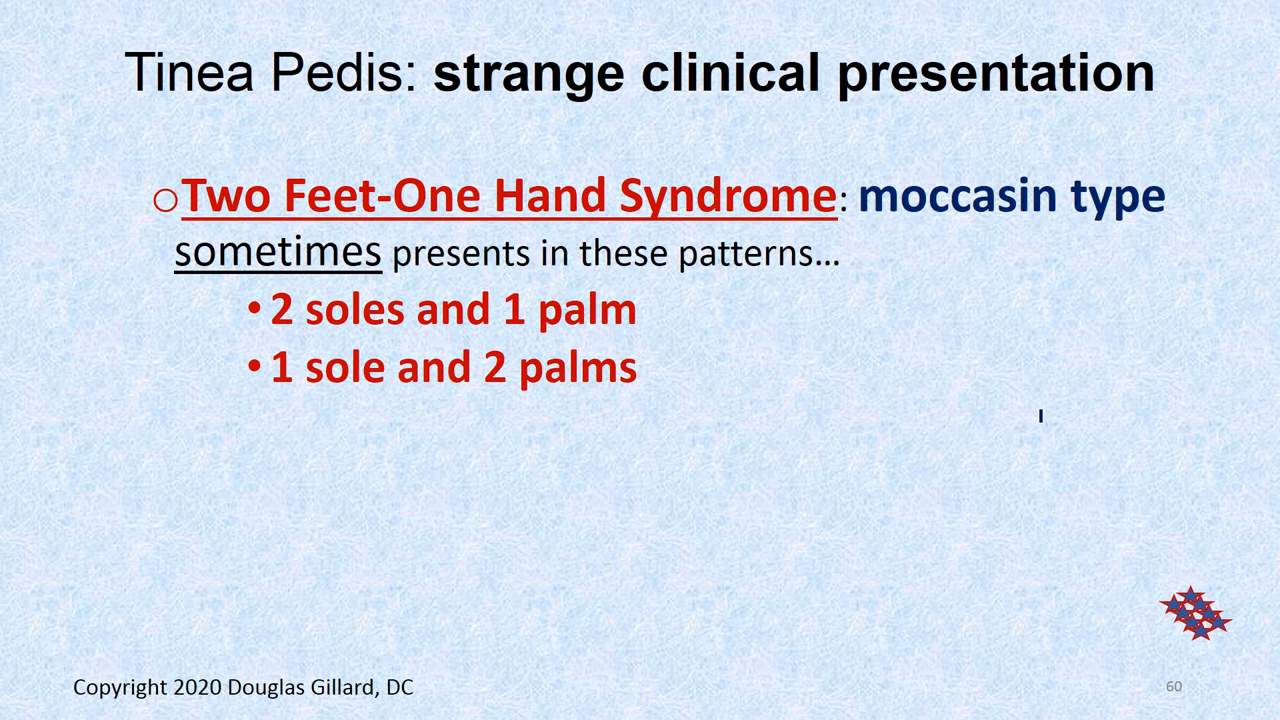 Tinea Pedis: strange clinical presentation
Two Feet-One Hand Syndrome: moccasin type
sometimes presents in these patterns…
• 2 soles and 1 palm
• 1 sole and 2 palms
Copyright 2020 Douglas Gillard, DC
60